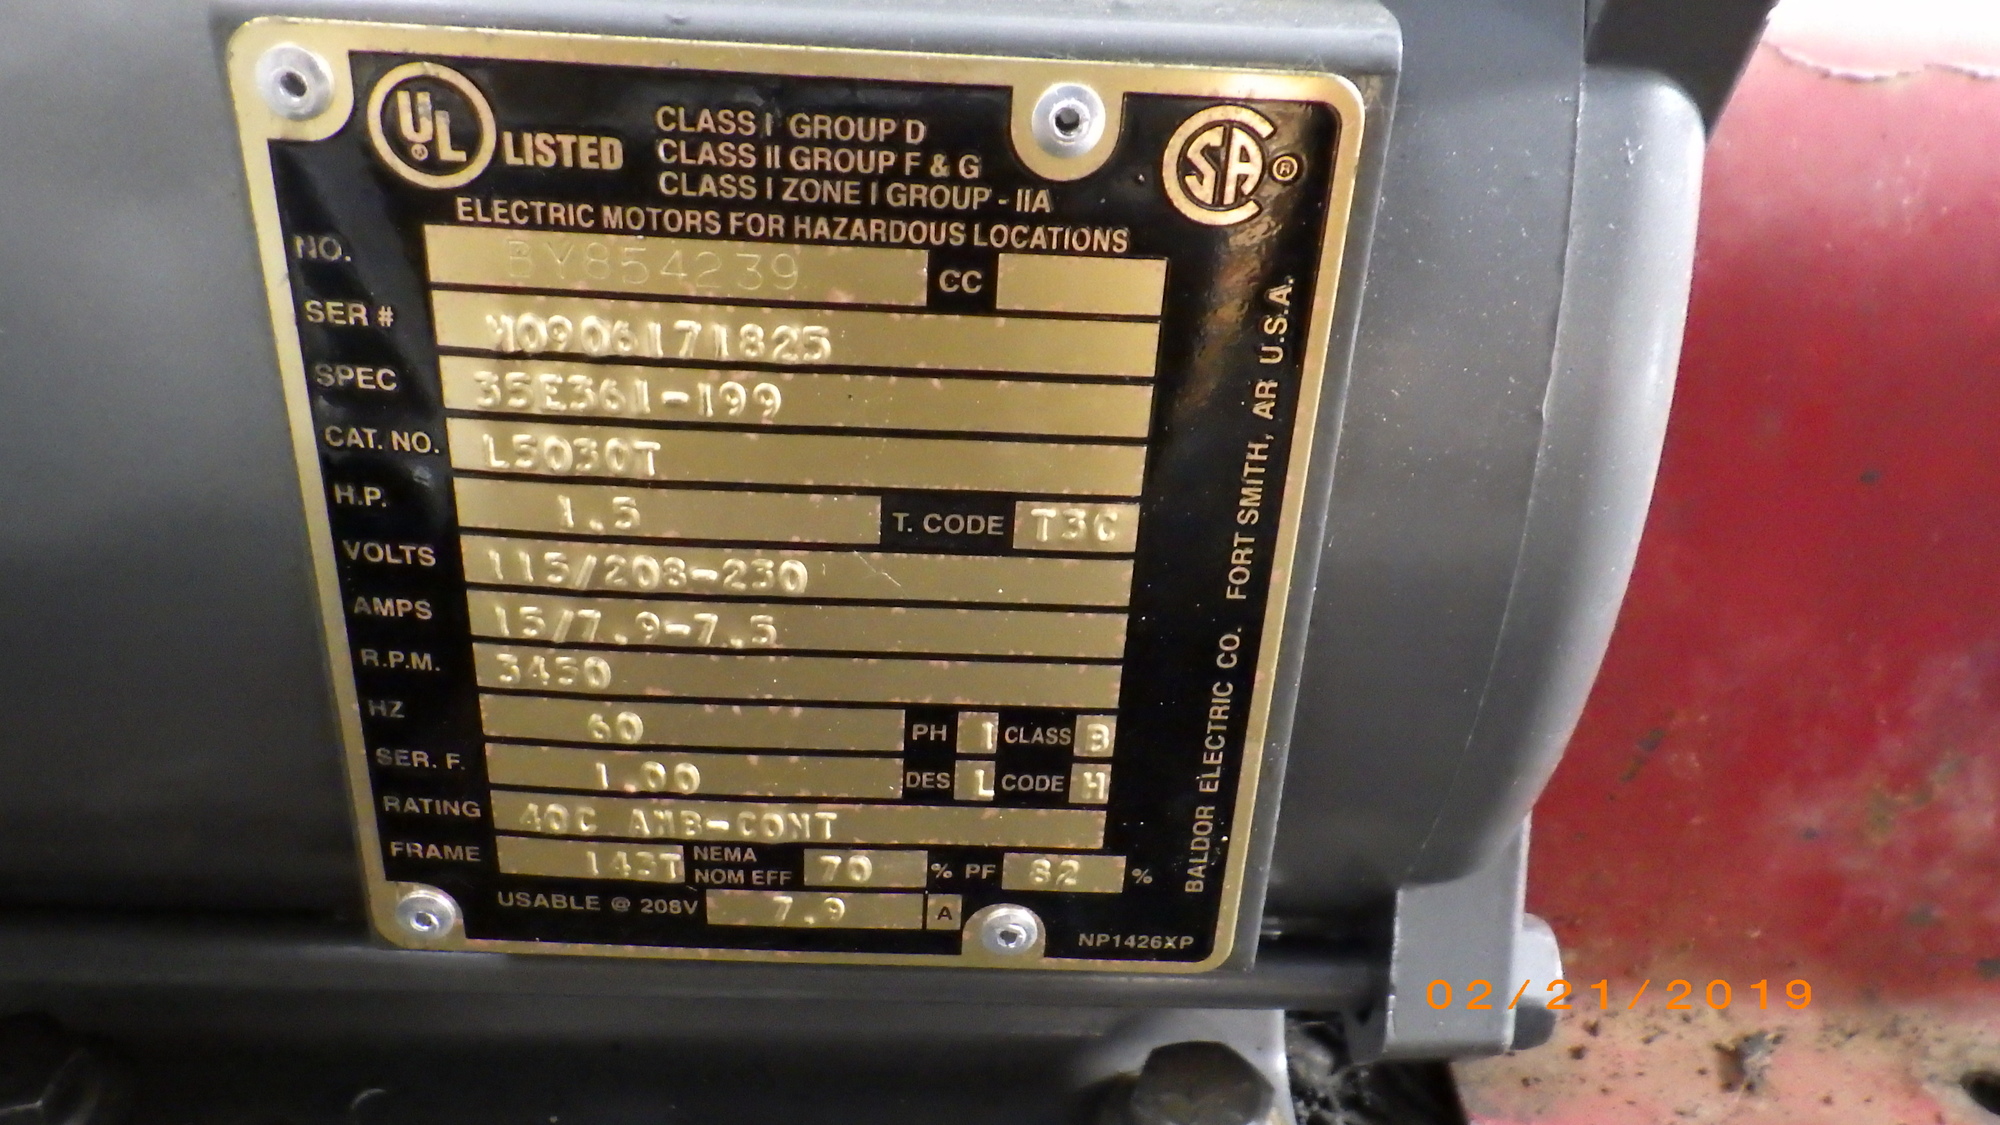 UL® LISTED
CLASS I GROUP D
CLASS II GROUP F & G
CLASS I ZONE I GROUP - IIA
SA ®
ELECTRIC MOTORS FOR HAZARDOUS LOCATIONS
NO. BY854239 CC
SER # M0906171825
SPEC 35E361-199
CAT. NO. L5030T
H.P. 1.5 T. CODE T3C
VOLTS 115/208-230
AMPS 15/7.9-7.5
R.P.M. 3450
HZ 60 PH 1 CLASS B
SER. F. 1.00 DES L CODE H
RATING 40C AMB-CONT
FRAME 143T NEMA NOM EFF 70 % PF 82 %
USABLE @ 208V 7.9 A
NP1426XP
BALDOR ELECTRIC CO. FORT SMITH, AR U.S.A.
02/21/2019